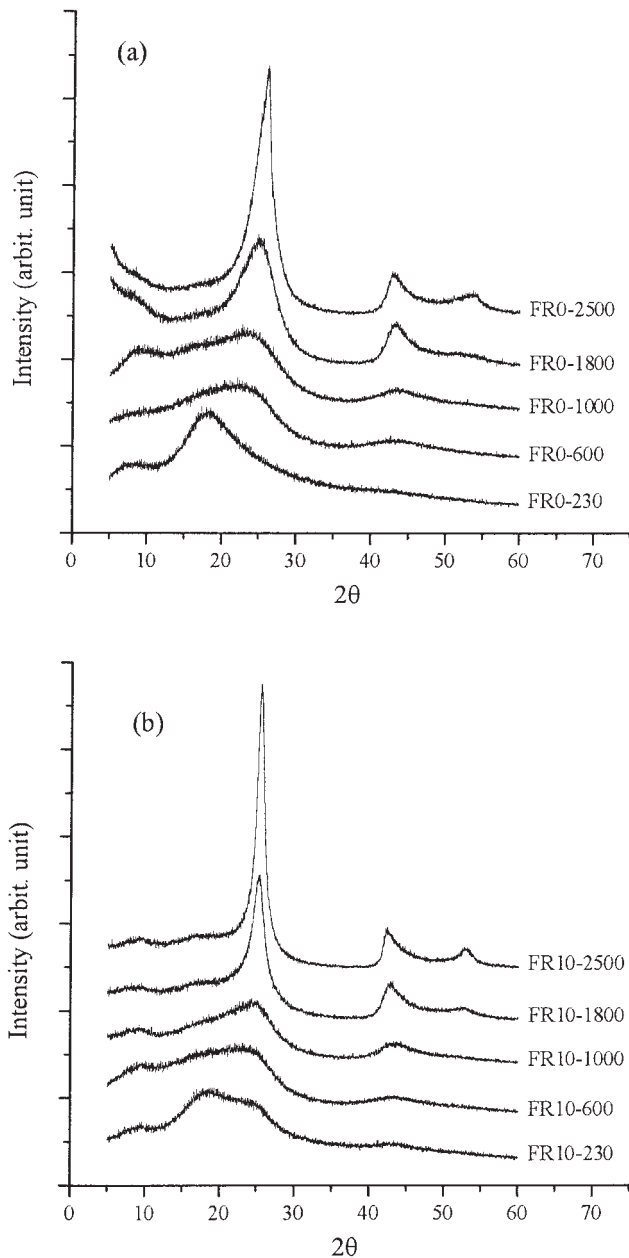 (a)
Intensity (arbit. unit)
FR0-2500
FR0-1800
FR0-1000
FR0-600
FR0-230
0 10 20 30 40 50 60 70
2θ
(b)
Intensity (arbit. unit)
FR10-2500
FR10-1800
FR10-1000
FR10-600
FR10-230
0 10 20 30 40 50 60 70
2θ